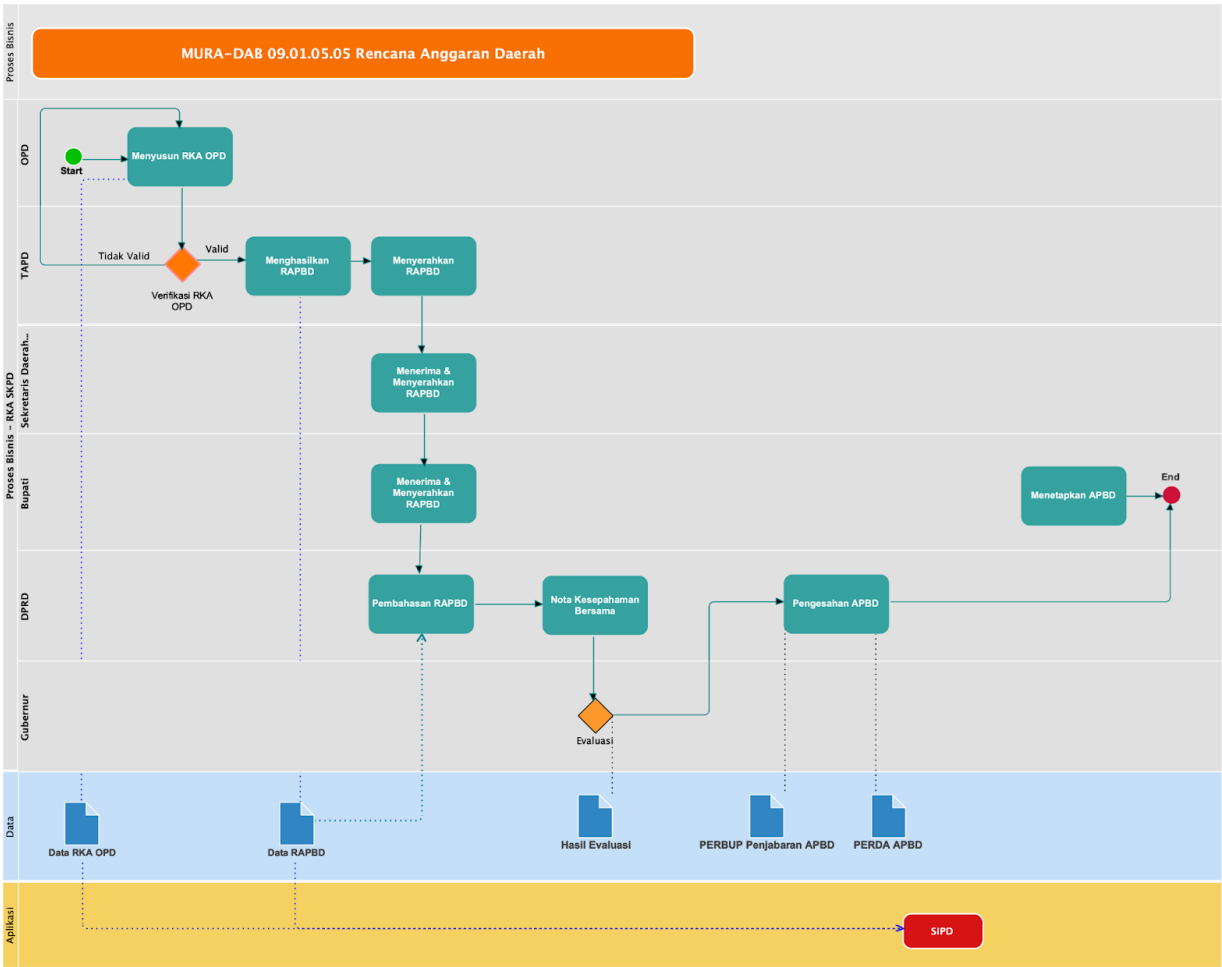 Proses Bisnis
MURA-DAB 09.01.05.05 Rencana Anggaran Daerah
Proses Bisnis - RKA SKPD
OPD
Start
Menyusun RKA OPD
TAPD
Tidak Valid
Valid
Verifikasi RKA
OPD
Menghasilkan
RAPBD
Menyerahkan
RAPBD
Sekretaris Daerah...
Menerima &
Menyerahkan
RAPBD
Bupati
Menerima &
Menyerahkan
RAPBD
Menetapkan APBD
End
DPRD
Pembahasan RAPBD
Nota Kesepahaman
Bersama
Pengesahan APBD
Gubernur
Evaluasi
Data
Data RKA OPD
Data RAPBD
Hasil Evaluasi
PERBUP Penjabaran APBD
PERDA APBD
Aplikasi
SIPD